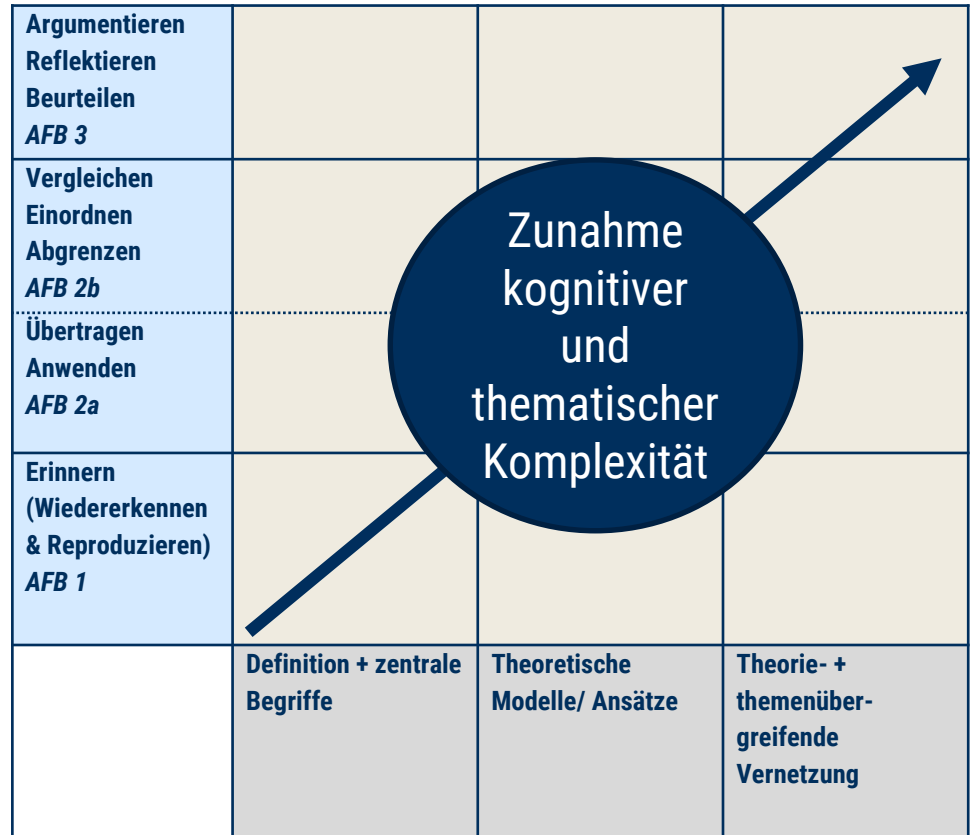 Argumentieren
Reflektieren
Beurteilen
AFB 3
Vergleichen
Einordnen
Abgrenzen
AFB 2b
Übertragen
Anwenden
AFB 2a
Erinnern
(Wiedererkennen
& Reproduzieren)
AFB 1
Zunahme
kognitiver
und
thematischer
Komplexität
Definition + zentrale
Begriffe
Theoretische
Modelle/ Ansätze
Theorie- +
themenüber-
greifende
Vernetzung